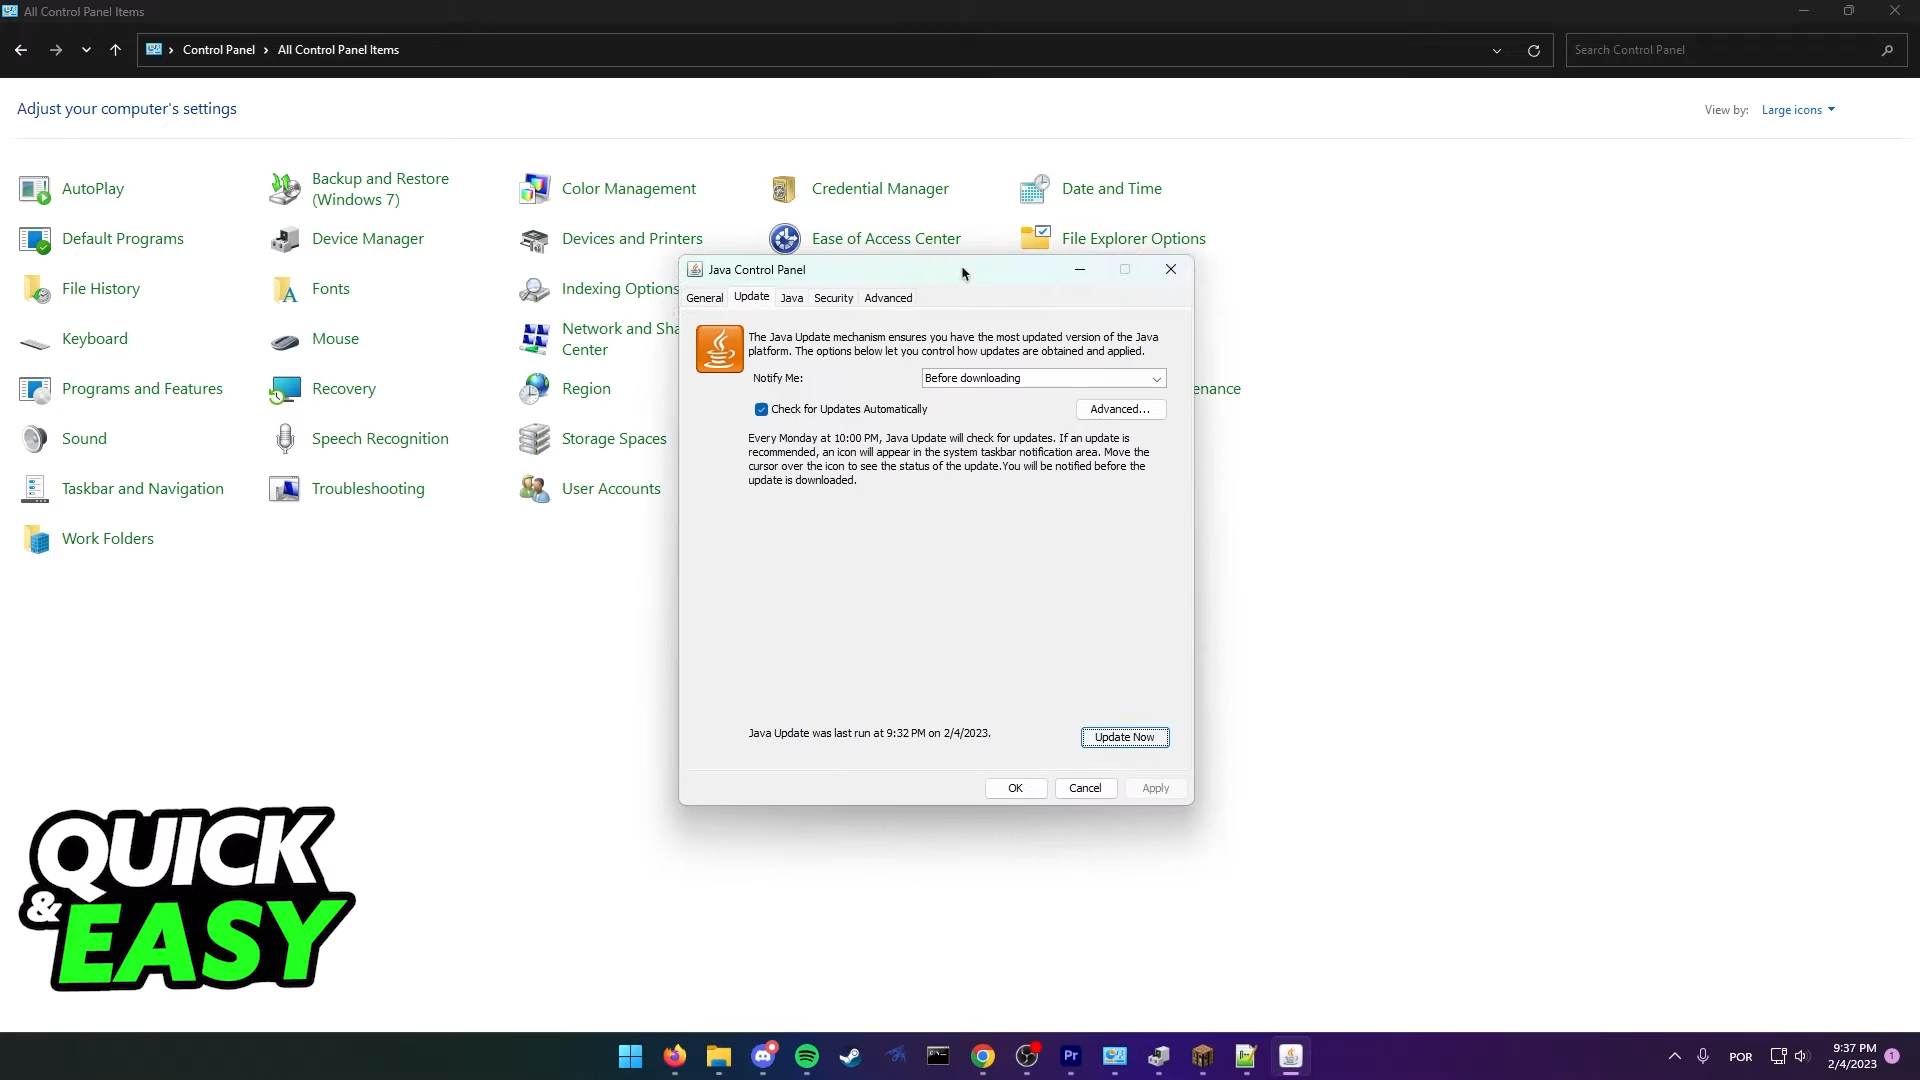 All Control Panel Items
Control Panel > All Control Panel Items
Search Control Panel
Adjust your computer's settings
View by: Large icons
AutoPlay
Backup and Restore
(Windows 7)
Color Management
Credential Manager
Date and Time
Default Programs
Device Manager
Devices and Printers
Ease of Access Center
File Explorer Options
File History
Fonts
Indexing Options
Keyboard
Mouse
Network and Sha
Center
Programs and Features
Recovery
Region
enance
Sound
Speech Recognition
Storage Spaces
Taskbar and Navigation
Troubleshooting
User Accounts
Work Folders
Java Control Panel
General Update Java Security Advanced
The Java Update mechanism ensures you have the most updated version of the Java
platform. The options below let you control how updates are obtained and applied.
Notify Me: Before downloading
Check for Updates Automatically Advanced...
Every Monday at 10:00 PM, Java Update will check for updates. If an update is
recommended, an icon will appear in the system taskbar notification area. Move the
cursor over the icon to see the status of the update.You will be notified before the
update is downloaded.
Java Update was last run at 9:32 PM on 2/4/2023.
Update Now
OK Cancel Apply
QUICK
& EASY
Pr
POR
9:37 PM
2/4/2023
1